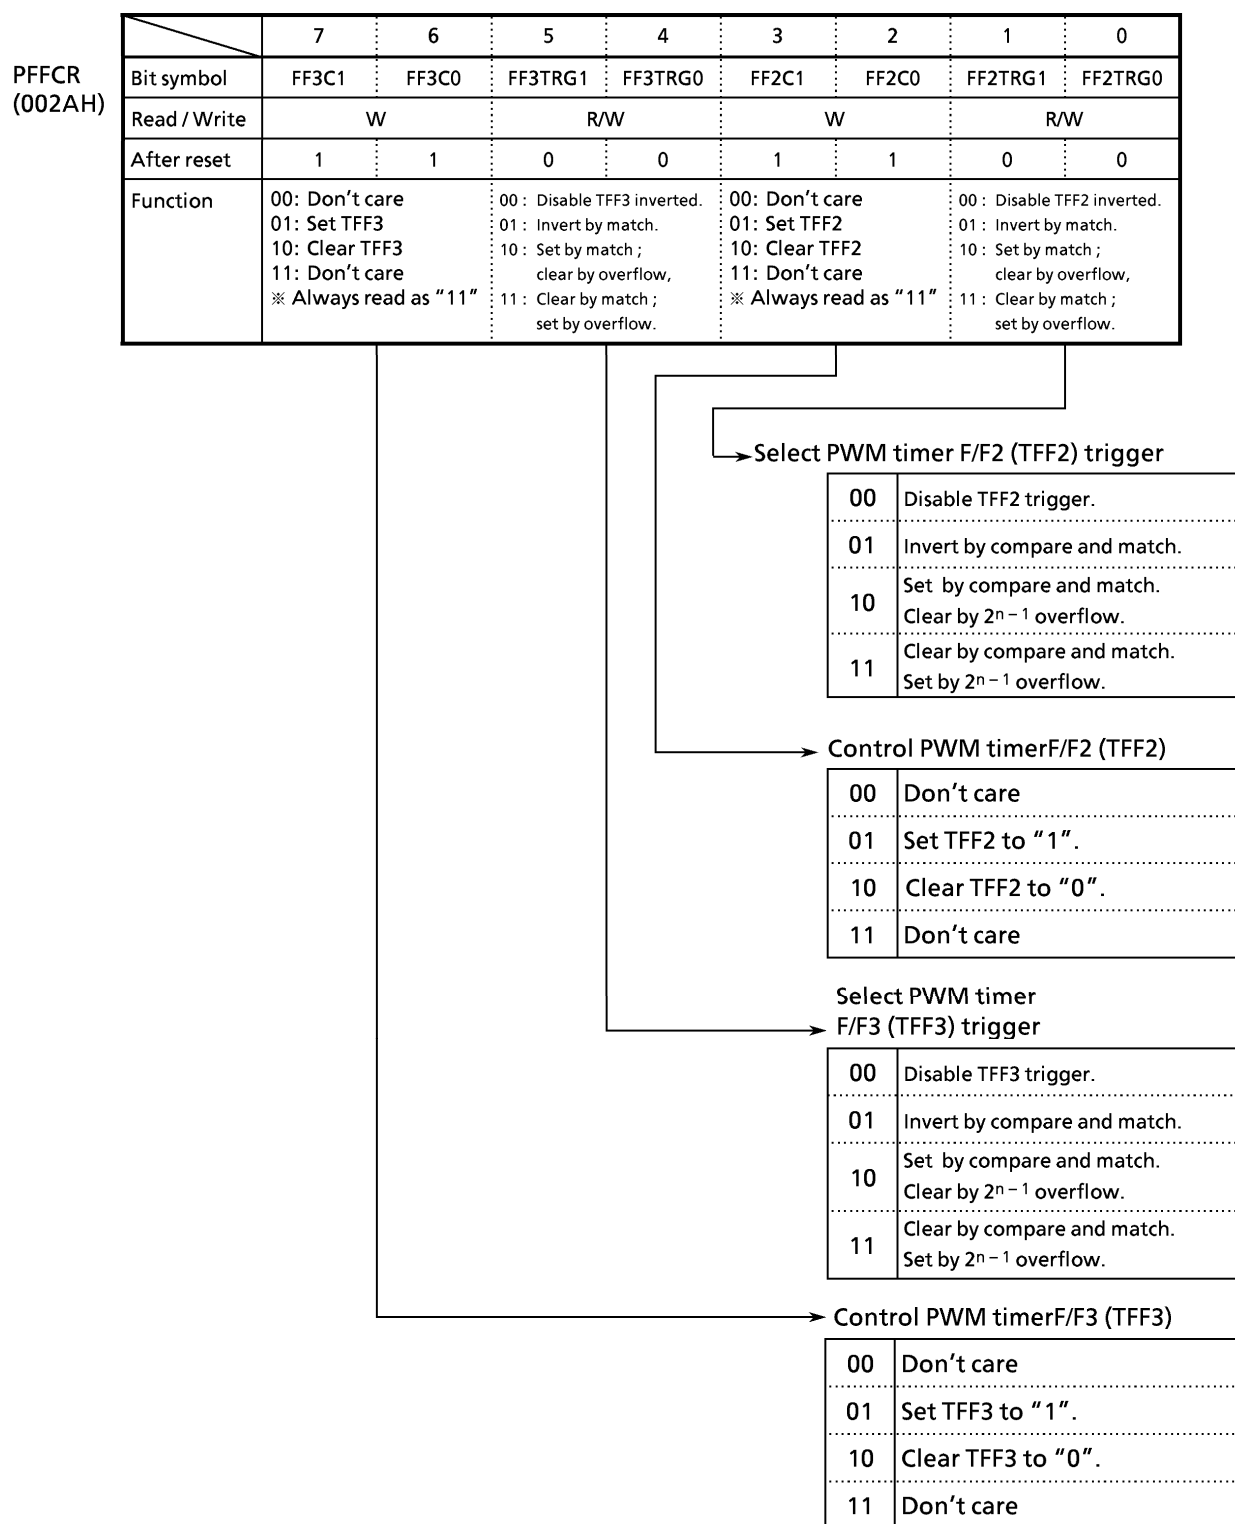 7 6 5 4 3 2 1 0
PFFCR
(002AH)
Bit symbol FF3C1 FF3C0 FF3TRG1 FF3TRG0 FF2C1 FF2C0 FF2TRG1 FF2TRG0
Read / Write W R/W W R/W
After reset 1 1 0 0 1 1 0 0
Function
00: Don't care
01: Set TFF3
10: Clear TFF3
11: Don't care
※ Always read as "11"
00 : Disable TFF3 inverted.
01 : Invert by match.
10 : Set by match ;
clear by overflow,
11 : Clear by match ;
set by overflow.
00: Don't care
01: Set TFF2
10: Clear TFF2
11: Don't care
※ Always read as "11"
00 : Disable TFF2 inverted.
01 : Invert by match.
10 : Set by match ;
clear by overflow,
11 : Clear by match ;
set by overflow.
Select PWM timer F/F2 (TFF2) trigger
00 Disable TFF2 trigger.
01 Invert by compare and match.
10 Set by compare and match.
Clear by 2ⁿ⁻¹ overflow.
11 Clear by compare and match.
Set by 2ⁿ⁻¹ overflow.
Control PWM timerF/F2 (TFF2)
00 Don't care
01 Set TFF2 to "1".
10 Clear TFF2 to "0".
11 Don't care
Select PWM timer
F/F3 (TFF3) trigger
00 Disable TFF3 trigger.
01 Invert by compare and match.
10 Set by compare and match.
Clear by 2ⁿ⁻¹ overflow.
11 Clear by compare and match.
Set by 2ⁿ⁻¹ overflow.
Control PWM timerF/F3 (TFF3)
00 Don't care
01 Set TFF3 to "1".
10 Clear TFF3 to "0".
11 Don't care